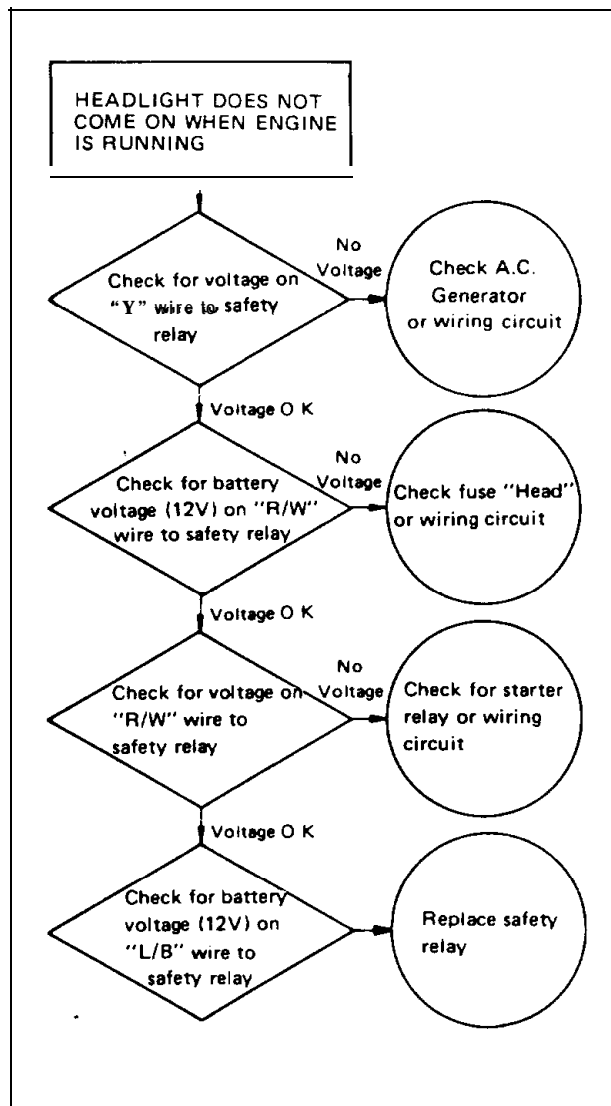 HEADLIGHT DOES NOT
COME ON WHEN ENGINE
IS RUNNING
Check for voltage on
"Y" wire to safety
relay
No
Voltage
Check A.C.
Generator
or wiring circuit
Voltage O K
Check for battery
voltage (12V) on "R/W"
wire to safety relay
No
Voltage
Check fuse "Head"
or wiring circuit
Voltage O K
Check for voltage on
"R/W" wire to
safety relay
No
Voltage
Check for starter
relay or wiring
circuit
Voltage O K
Check for battery
voltage (12V) on
"L/B" wire to
safety relay
Replace safety
relay